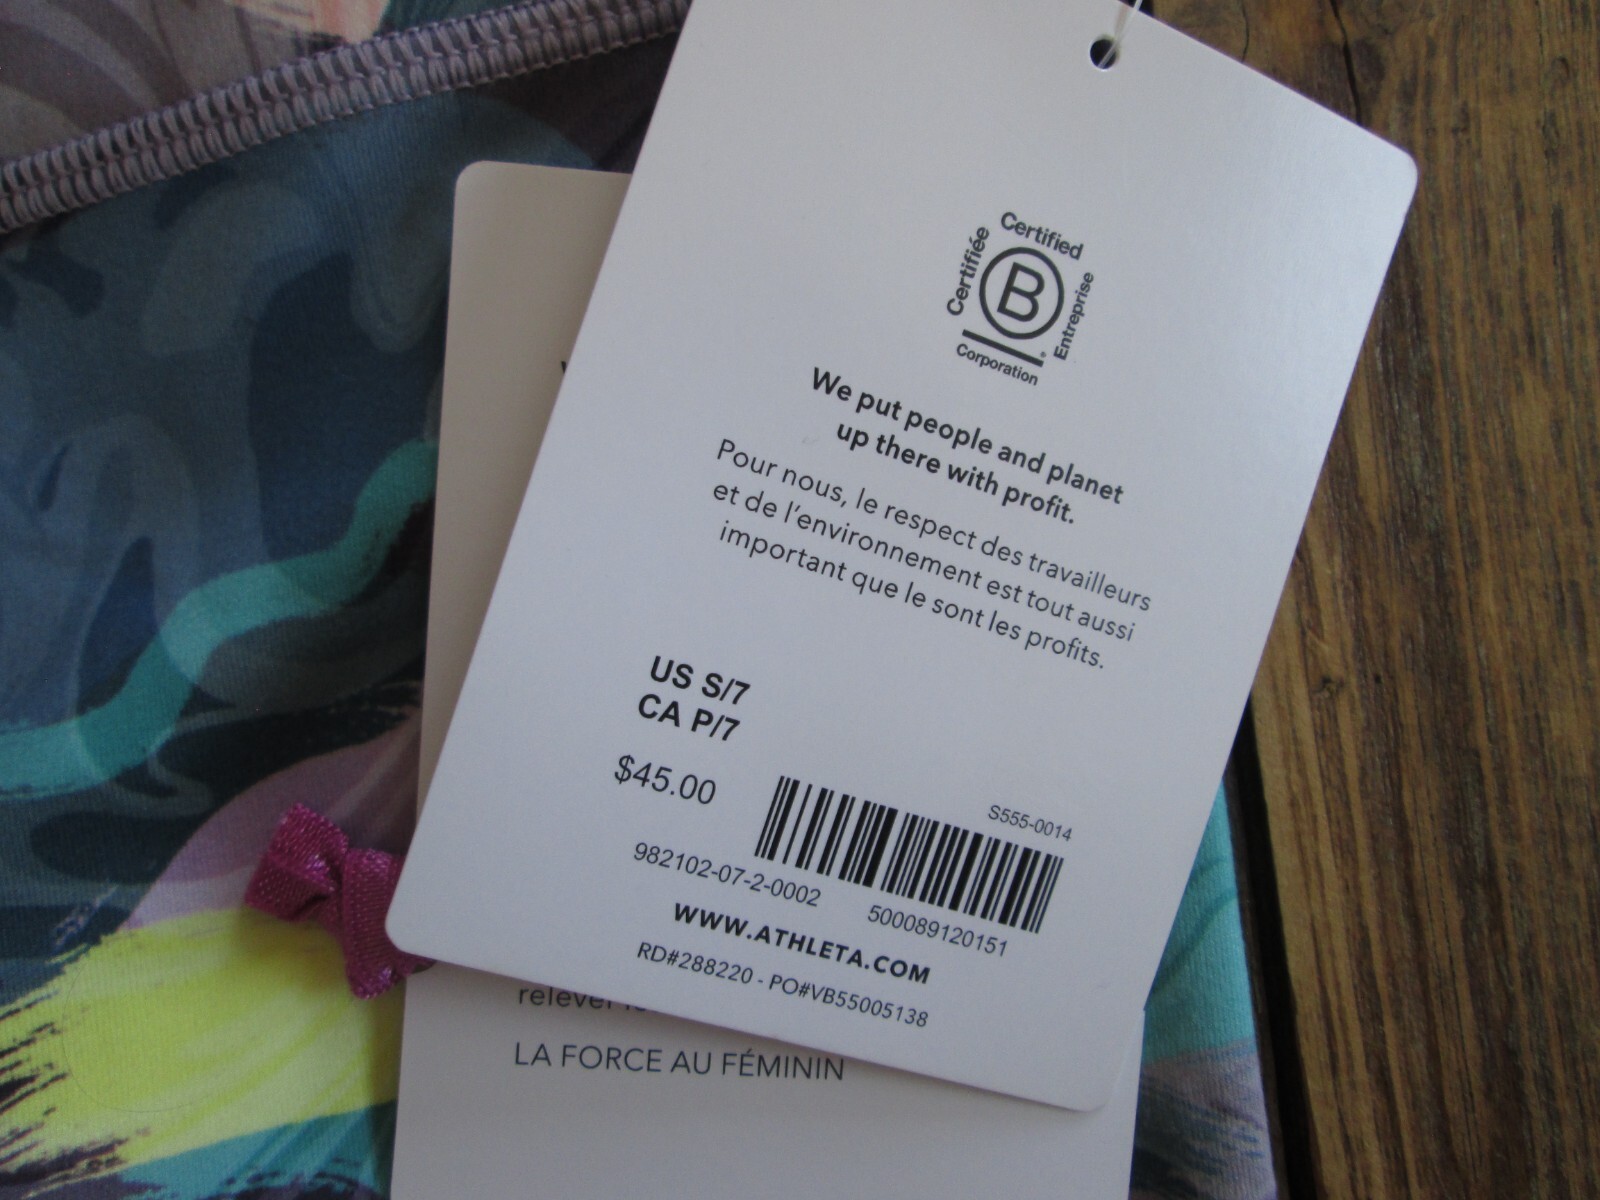 Certified
Certifiée
B
Entreprise
Corporation
We put people and planet
up there with profit.
Pour nous, le respect des travailleurs
et de l'environnement est tout aussi
important que le sont les profits.
US S/7
CA P/7
$45.00
S555-0014
982102-07-2-0002
500089120151
WWW.ATHLETA.COM
RD#288220 - PO#VB55005138
relever
LA FORCE AU FÉMININ